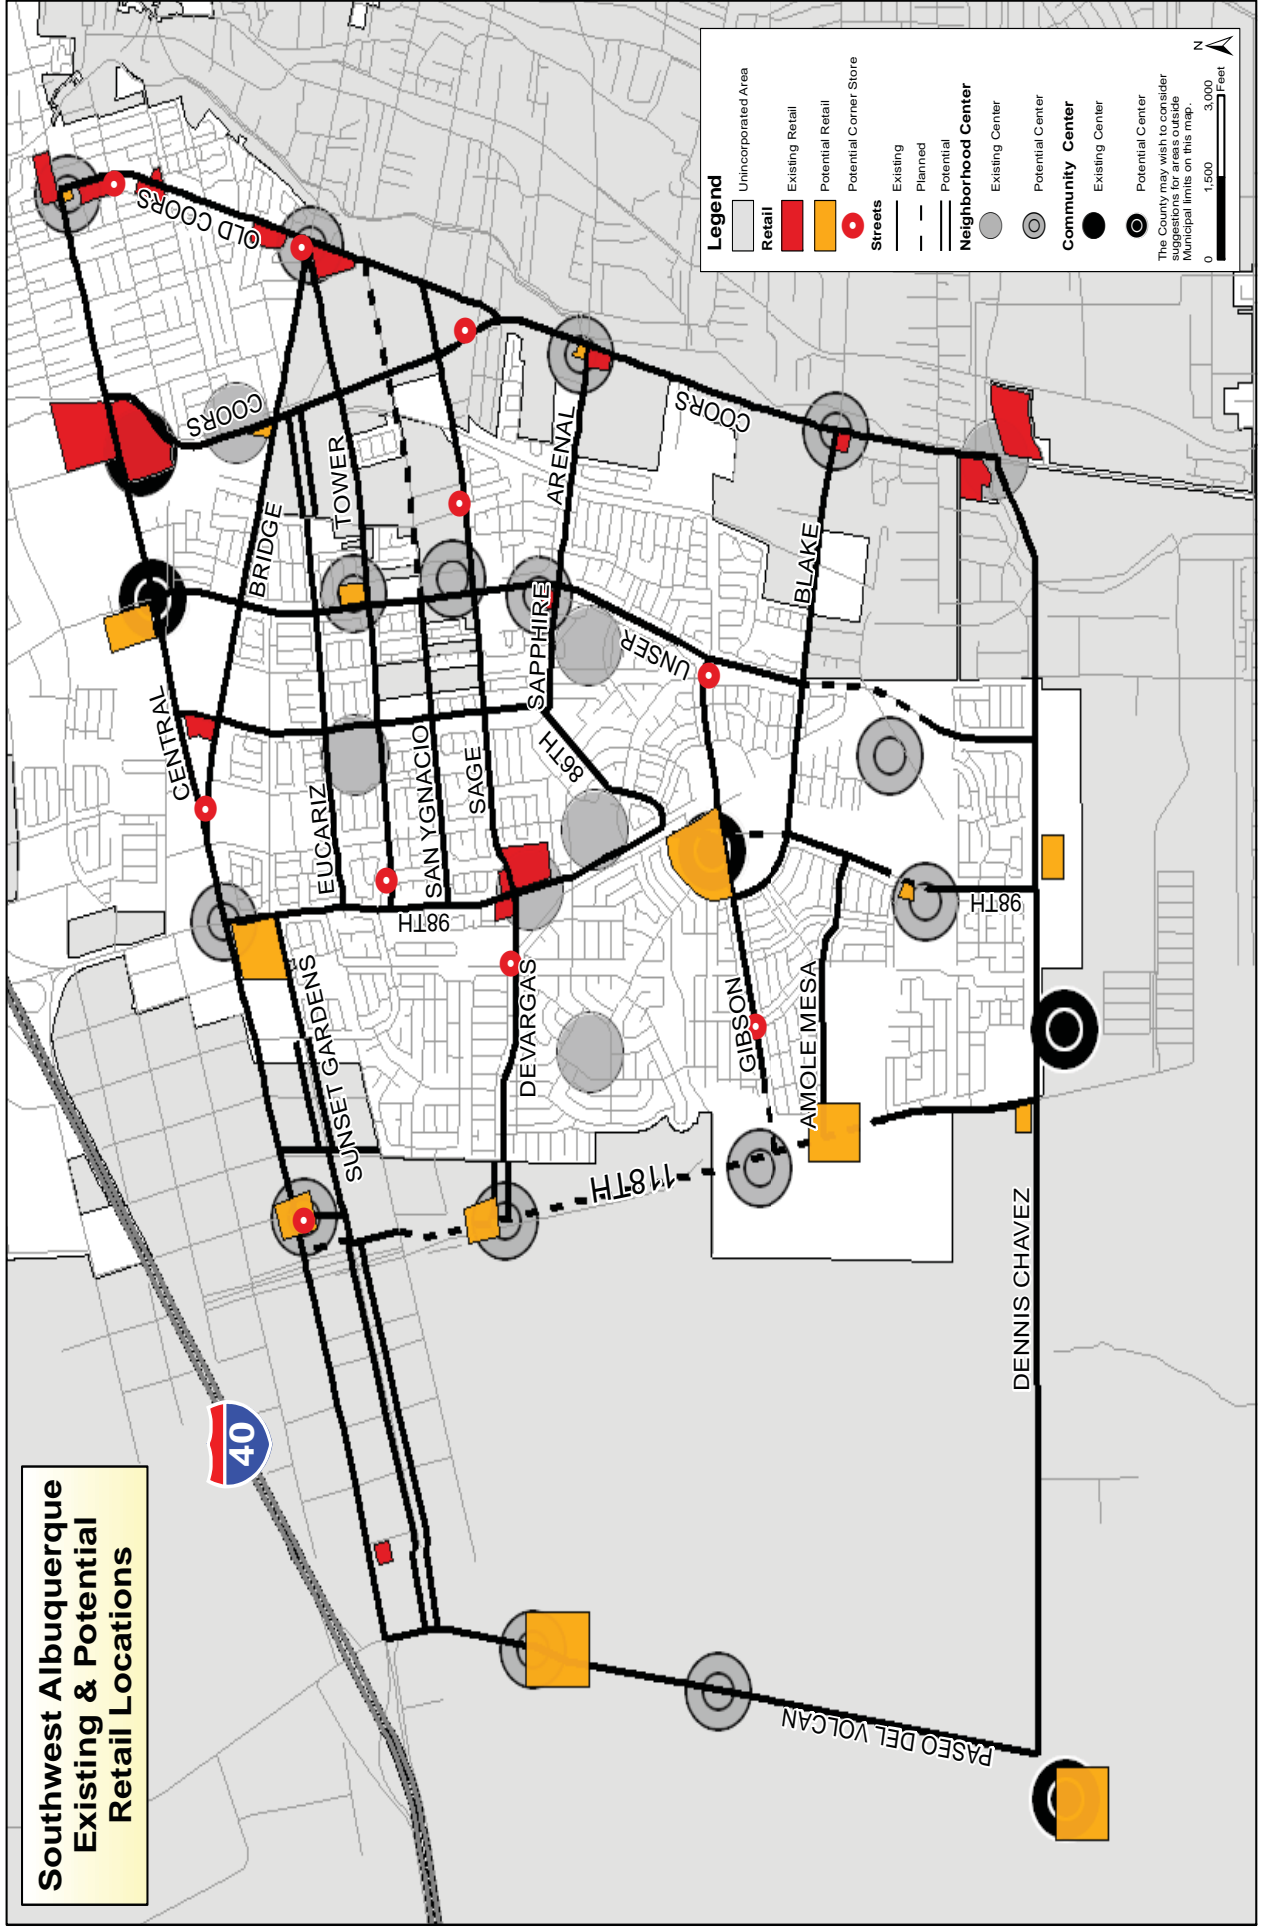 Southwest Albuquerque
Existing & Potential
Retail Locations
40
CENTRAL
OLD COORS
COORS
BRIDGE
TOWER
EUCARIZ
SAN YGNACIO
SAGE
SAPPHIRE
ARENAL
COORS
UNSER
BLAKE
86TH
98TH
SUNSET GARDENS
DEVARGAS
GIBSON
AMOLE MESA
98TH
118TH
DENNIS CHAVEZ
PASEO DEL VOLCAN
Legend
Unincorporated Area
Retail
Existing Retail
Potential Retail
Potential Corner Store
Streets
Existing
Planned
Potential
Neighborhood Center
Existing Center
Potential Center
Community Center
Existing Center
Potential Center
The County may wish to consider
suggestions for areas outside
Municipal limits on this map.
0 1,500 3,000
Feet
N